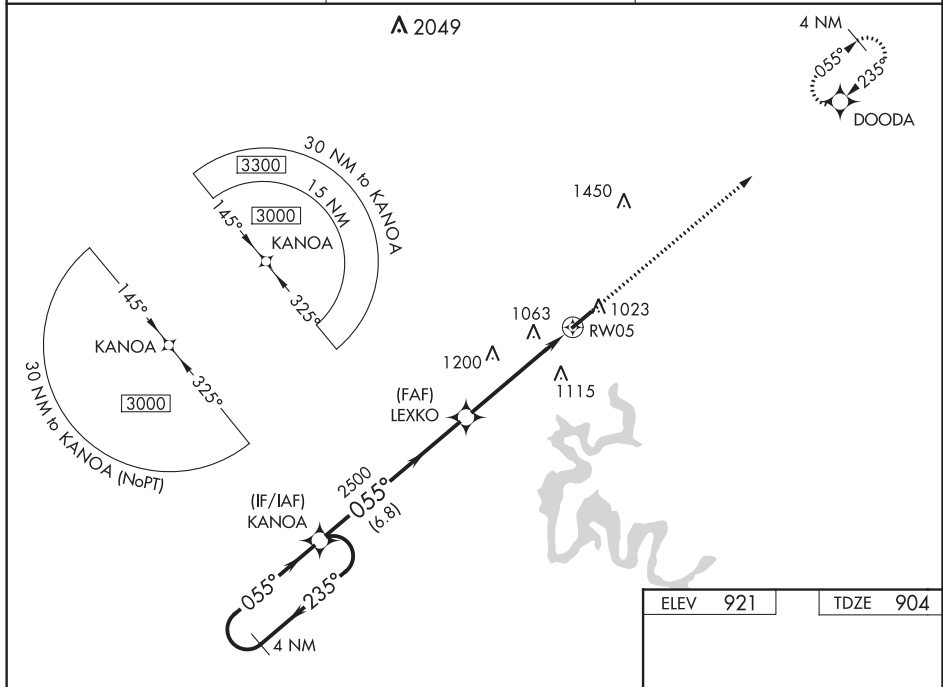 2049
4 NM
055°
235°
DOODA
30 NM to KANOA
3300
15 NM
3000
145°
KANOA
325°
1450
145°
KANOA
325°
3000
30 NM to KANOA (NoPT)
1063
1023
RW05
1200
1115
(FAF)
LEXKO
2500
055°
(6.8)
(IF/IAF)
KANOA
055°
235°
4 NM
ELEV 921
TDZE 904